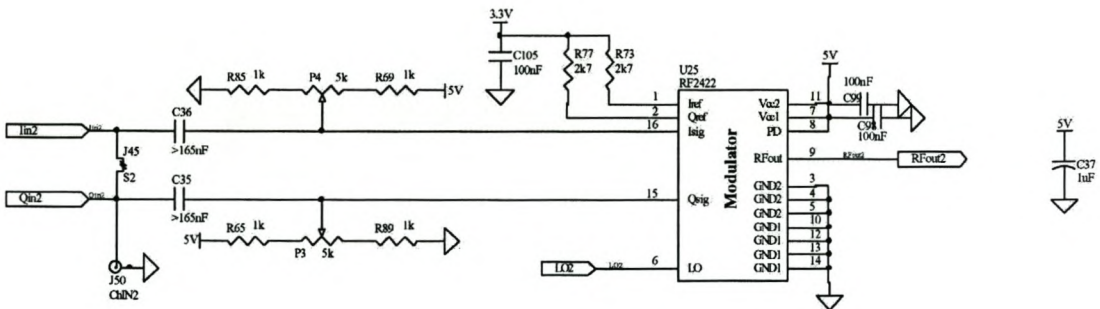 3.3V
C105
100nF
R77
2k7
R73
2k7
U25
RF2422
5V
100nF
C99
C98
100nF
R85 1k
P4
5k
R69 1k
5V
C36
>165nF
Iin2
Iin2
J45
S2
C35
>165nF
Qin2
Qin2
5V
R65 1k
P3
5k
R89 1k
J50
ChIN2
LO2
LO2
1 Iref
2 Qref
16 Isig
15 Qsig
6 LO
Modulator
Vcc2 11
Vcc1 7
PD 8
RFout 9
RFout2
RFout2
GND2 3
GND2 4
GND2 5
GND1 10
GND1 12
GND1 13
GND1 14
5V
C37
1uF